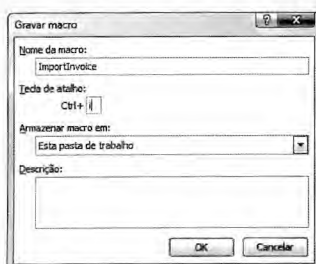 Gravar macro
Nome da macro:
ImportInvoice
Tecla de atalho:
Ctrl+ i
Armazenar macro em:
Esta pasta de trabalho
Descrição:
OK Cancelar